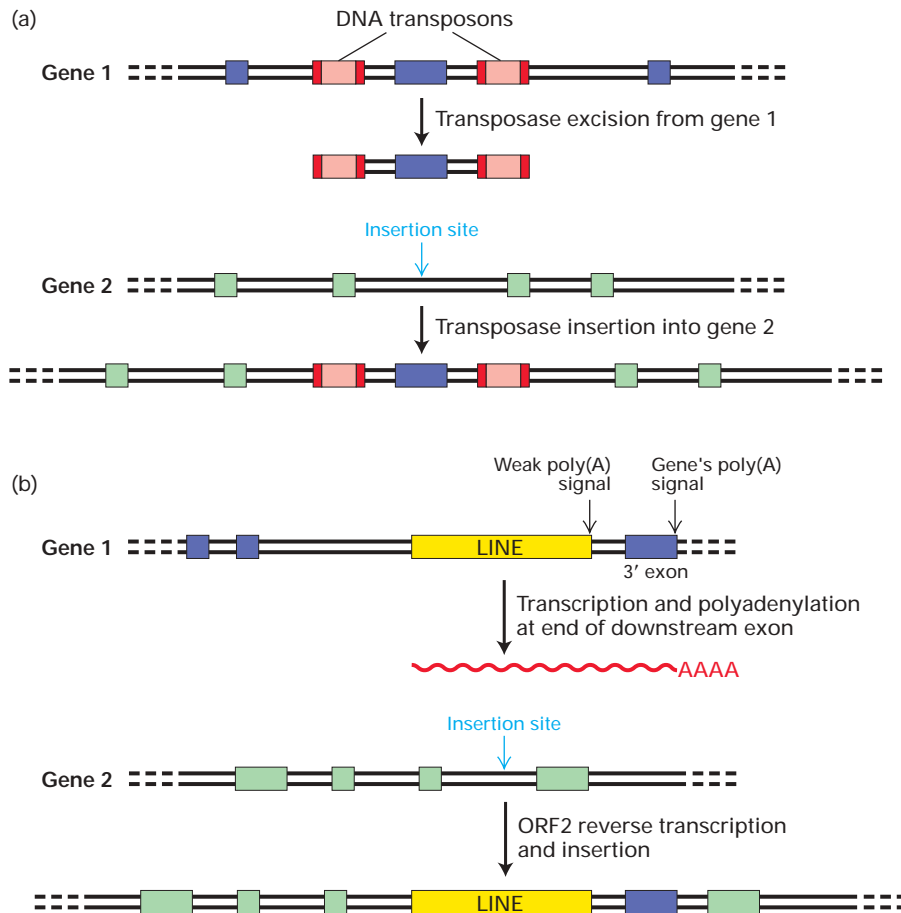 (a)
DNA transposons
Gene 1
Transposase excision from gene 1
Insertion site
Gene 2
Transposase insertion into gene 2
(b)
Weak poly(A)
signal
Gene's poly(A)
signal
Gene 1
LINE
3′ exon
Transcription and polyadenylation
at end of downstream exon
AAAA
Insertion site
Gene 2
ORF2 reverse transcription
and insertion
LINE